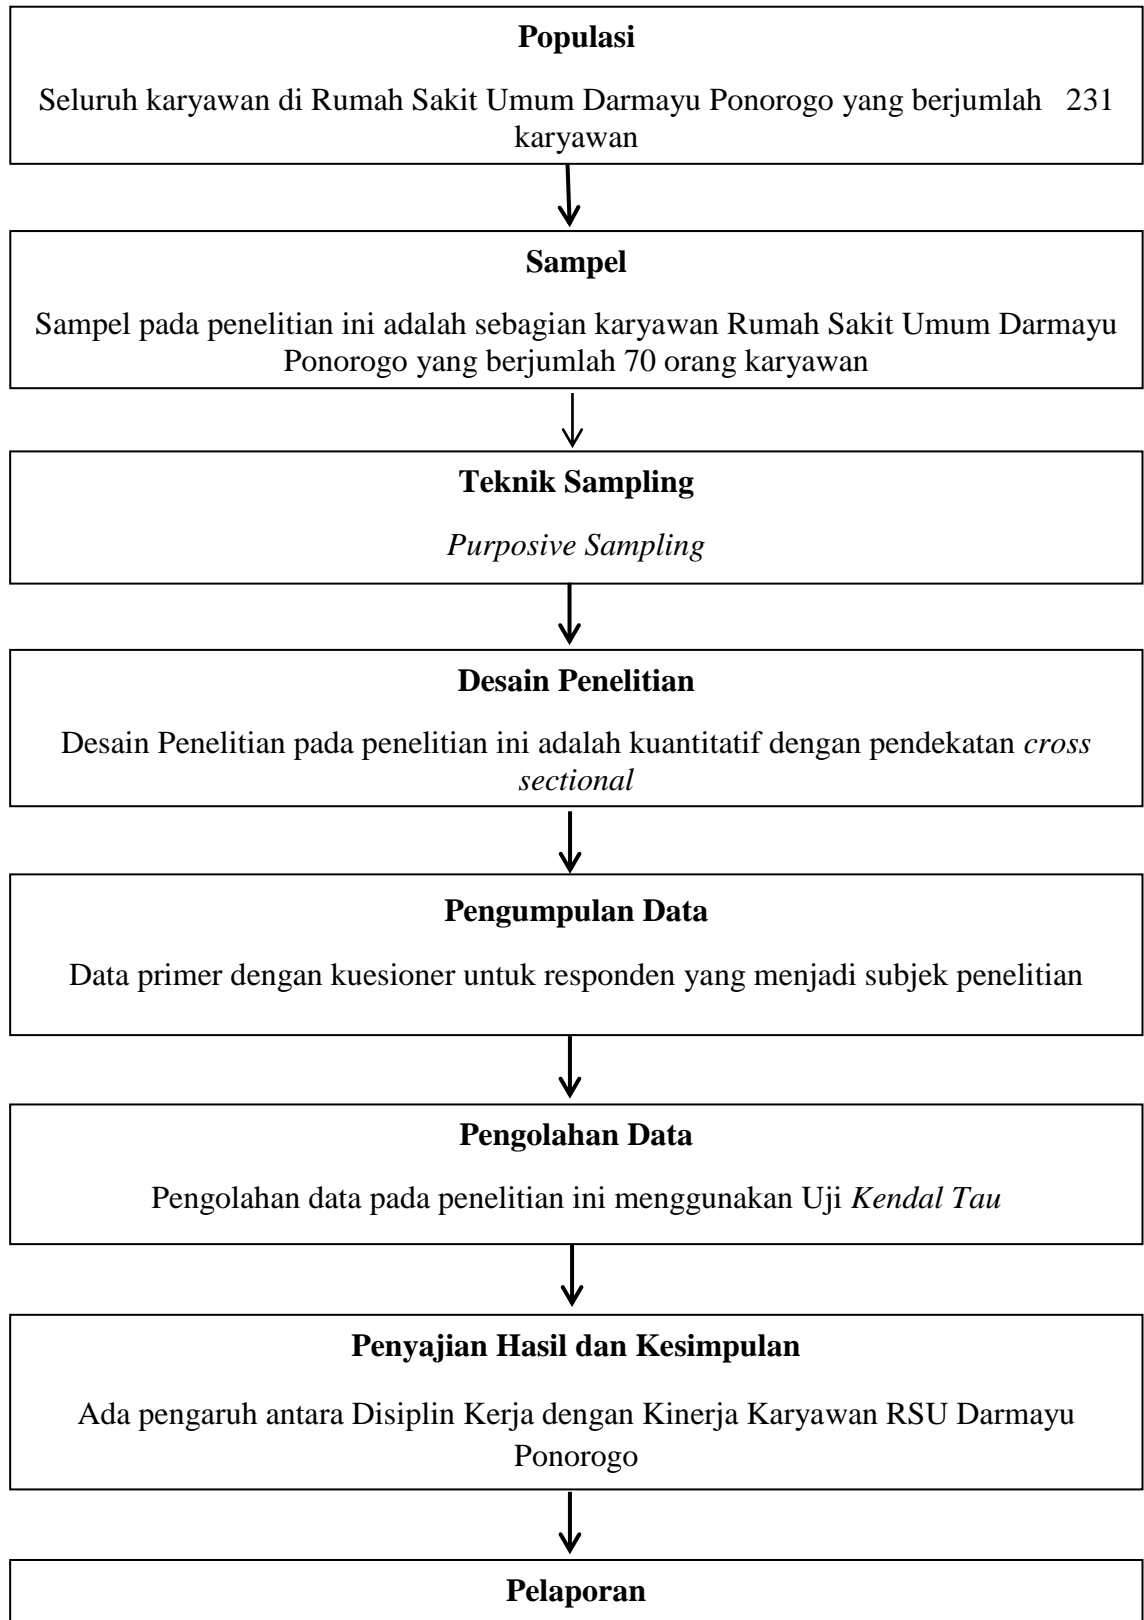 Populasi
Seluruh karyawan di Rumah Sakit Umum Darmayu Ponorogo yang berjumlah 231
karyawan
Sampel
Sampel pada penelitian ini adalah sebagian karyawan Rumah Sakit Umum Darmayu
Ponorogo yang berjumlah 70 orang karyawan
Teknik Sampling
Purposive Sampling
Desain Penelitian
Desain Penelitian pada penelitian ini adalah kuantitatif dengan pendekatan cross
sectional
Pengumpulan Data
Data primer dengan kuesioner untuk responden yang menjadi subjek penelitian
Pengolahan Data
Pengolahan data pada penelitian ini menggunakan Uji Kendal Tau
Penyajian Hasil dan Kesimpulan
Ada pengaruh antara Disiplin Kerja dengan Kinerja Karyawan RSU Darmayu
Ponorogo
Pelaporan